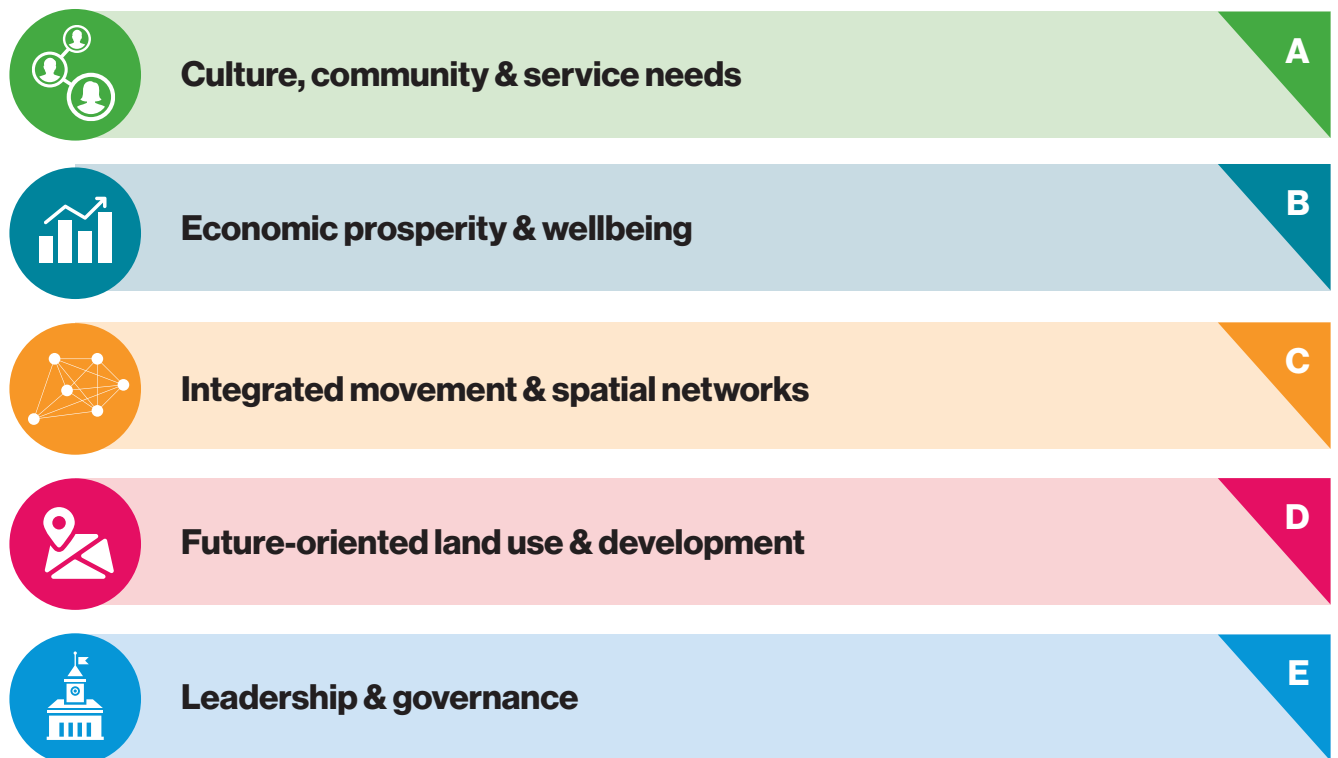 Culture, community & service needs
A
Economic prosperity & wellbeing
B
Integrated movement & spatial networks
C
Future-oriented land use & development
D
Leadership & governance
E